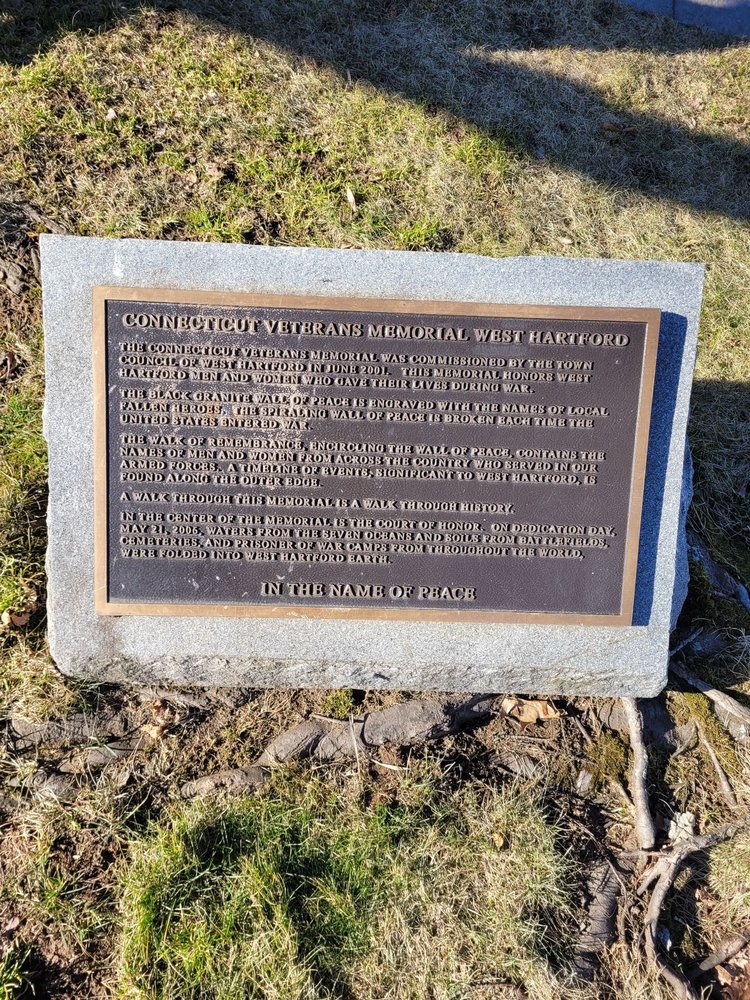 CONNECTICUT VETERANS MEMORIAL WEST HARTFORD
THE CONNECTICUT VETERANS MEMORIAL WAS COMMISSIONED BY THE TOWN
COUNCIL OF WEST HARTFORD IN JUNE 2001. THIS MEMORIAL HONORS WEST
HARTFORD MEN AND WOMEN WHO GAVE THEIR LIVES DURING WAR.
THE BLACK GRANITE WALL OF PEACE IS ENGRAVED WITH THE NAMES OF LOCAL
FALLEN HEROES. THE SPIRALING WALL OF PEACE IS BROKEN EACH TIME THE
UNITED STATES ENTERED WAR.
THE WALK OF REMEMBRANCE, ENCIRCLING THE WALL OF PEACE, CONTAINS THE
NAMES OF MEN AND WOMEN FROM ACROSS THE COUNTRY WHO SERVED IN OUR
ARMED FORCES. A TIMELINE OF EVENTS, SIGNIFICANT TO WEST HARTFORD, IS
FOUND ALONG THE OUTER EDGE.
A WALK THROUGH THIS MEMORIAL IS A WALK THROUGH HISTORY.
IN THE CENTER OF THE MEMORIAL IS THE COURT OF HONOR. ON DEDICATION DAY,
MAY 21, 2005, WATERS FROM THE SEVEN OCEANS AND SOILS FROM BATTLEFIELDS,
CEMETERIES, AND PRISONER OF WAR CAMPS FROM THROUGHOUT THE WORLD,
WERE FOLDED INTO WEST HARTFORD EARTH.
IN THE NAME OF PEACE